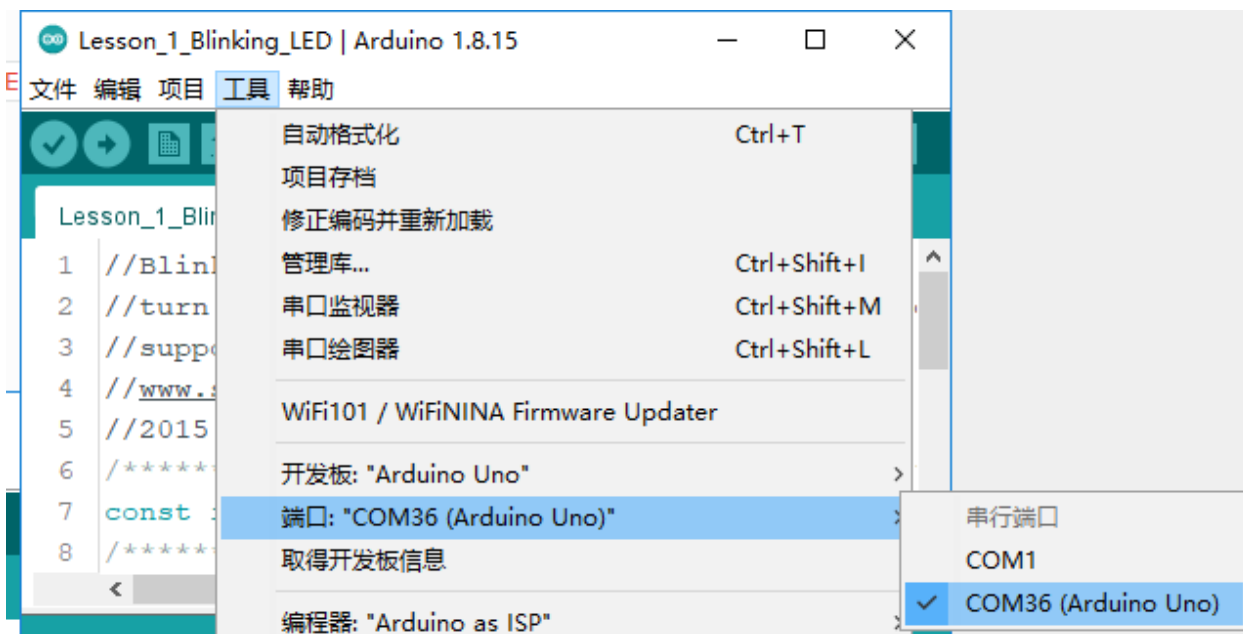 Lesson_1_Blinking_LED | Arduino 1.8.15
E
文件 编辑 项目 工具 帮助
自动格式化 Ctrl+T
项目存档
Lesson_1_Blin
修正编码并重新加载
1 //Blin
管理库... Ctrl+Shift+I
2 //turn
串口监视器 Ctrl+Shift+M
3 //supp
串口绘图器 Ctrl+Shift+L
4 //www.s
WiFi101 / WiFiNINA Firmware Updater
5 //2015
6 /******
开发板: "Arduino Uno"
7 const
端口: "COM36 (Arduino Uno)"
串行端口
8 /******
取得开发板信息
COM1
COM36 (Arduino Uno)
编程器: "Arduino as ISP"